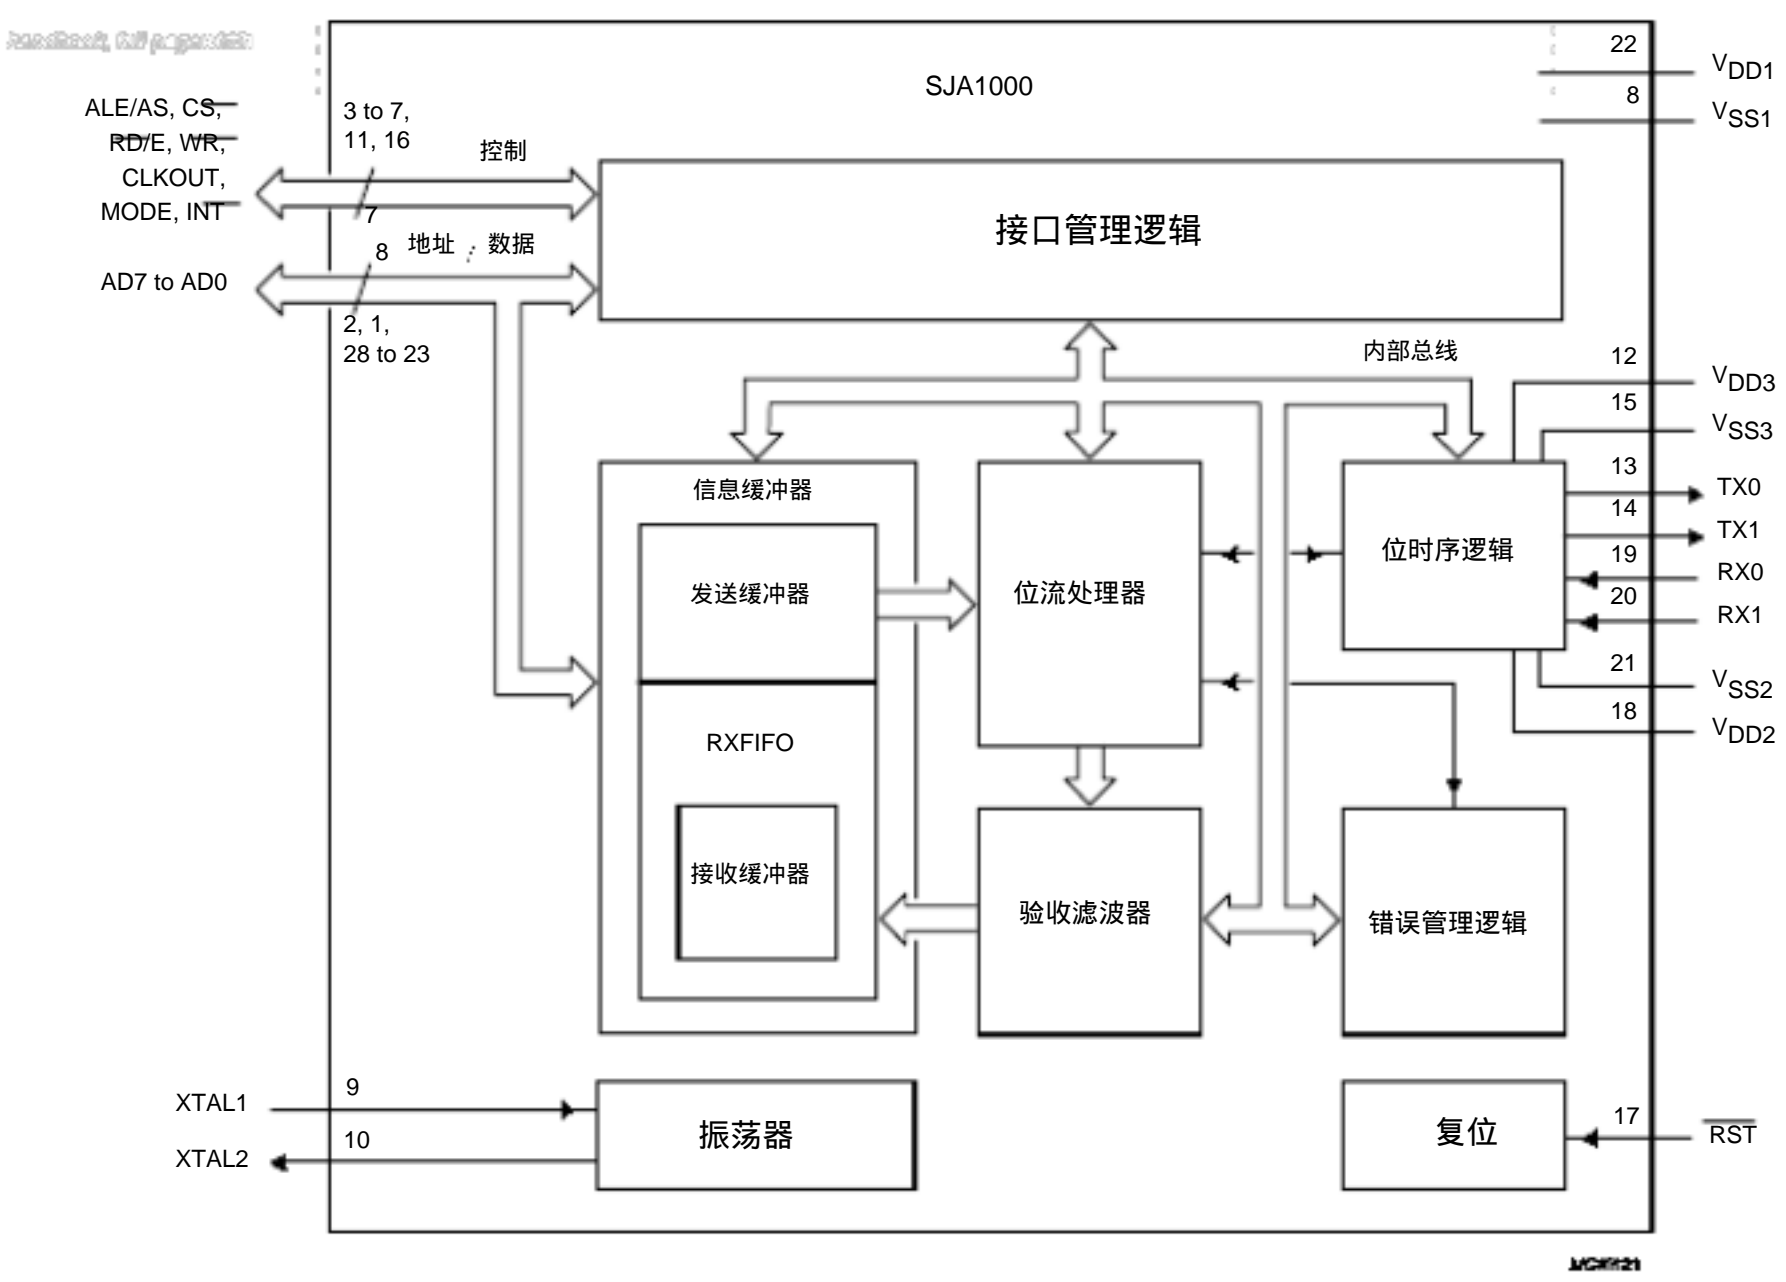 SJA1000
22
VDD1
8
VSS1
ALE/AS, CS,
RD/E, WR,
CLKOUT,
MODE, INT
3 to 7,
11, 16
控制
7
接口管理逻辑
8
地址
数据
AD7 to AD0
2, 1,
28 to 23
内部总线
12
VDD3
15
VSS3
13
TX0
14
TX1
19
RX0
20
RX1
21
VSS2
18
VDD2
信息缓冲器
发送缓冲器
位流处理器
位时序逻辑
RXFIFO
接收缓冲器
验收滤波器
错误管理逻辑
XTAL1
9
XTAL2
10
振荡器
复位
17
RST